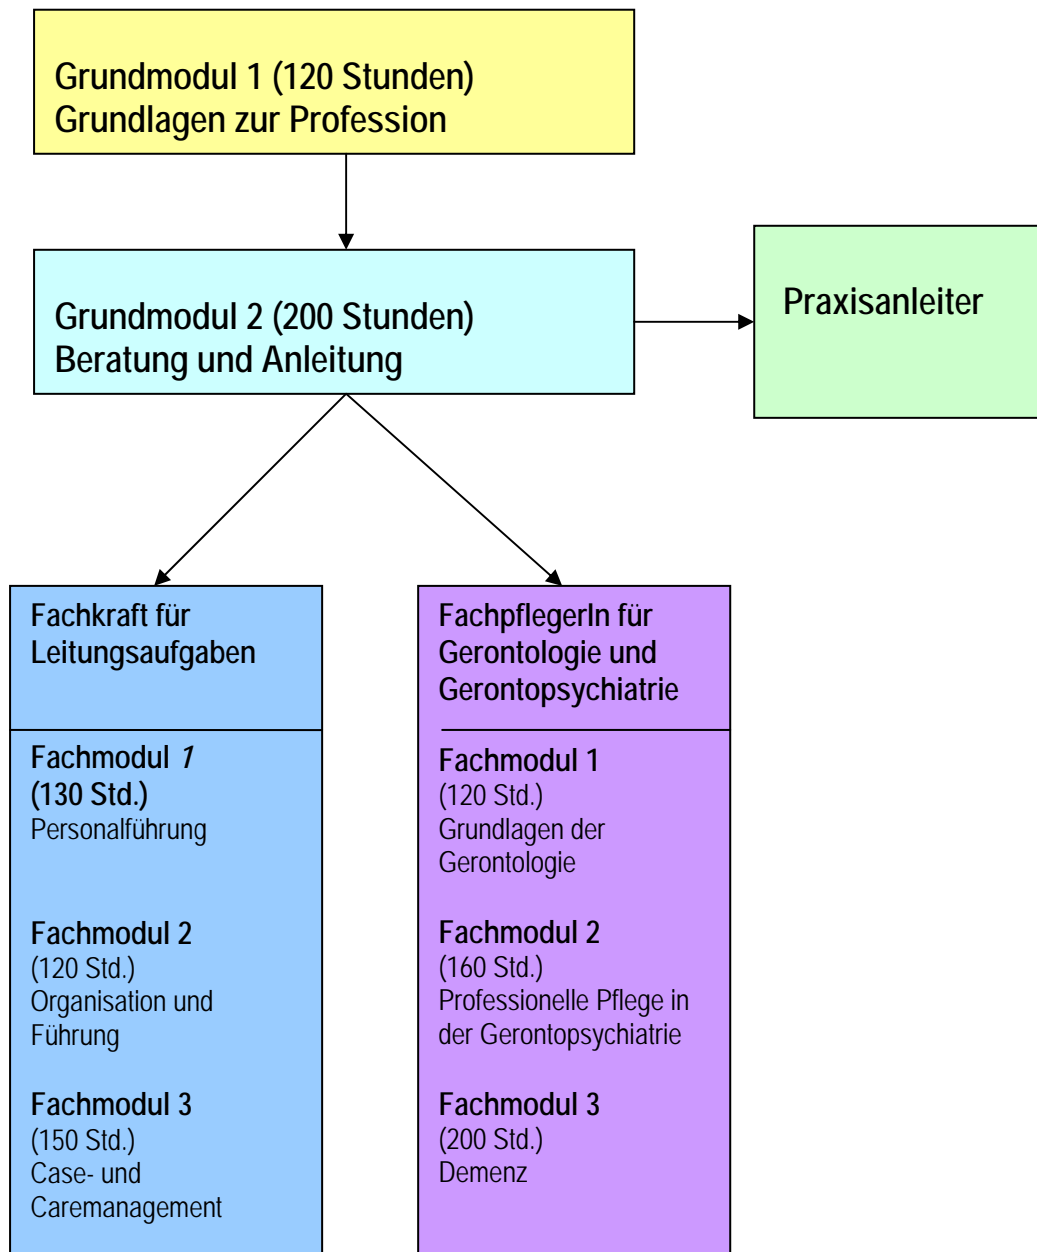 Grundmodul 1 (120 Stunden)
Grundlagen zur Profession
Grundmodul 2 (200 Stunden)
Beratung und Anleitung
Praxisanleiter
Fachkraft für
Leitungsaufgaben
Fachmodul 1
(130 Std.)
Personalführung
Fachmodul 2
(120 Std.)
Organisation und
Führung
Fachmodul 3
(150 Std.)
Case- und
Caremanagement
FachpflegerIn für
Gerontologie und
Gerontopsychiatrie
Fachmodul 1
(120 Std.)
Grundlagen der
Gerontologie
Fachmodul 2
(160 Std.)
Professionelle Pflege in
der Gerontopsychiatrie
Fachmodul 3
(200 Std.)
Demenz